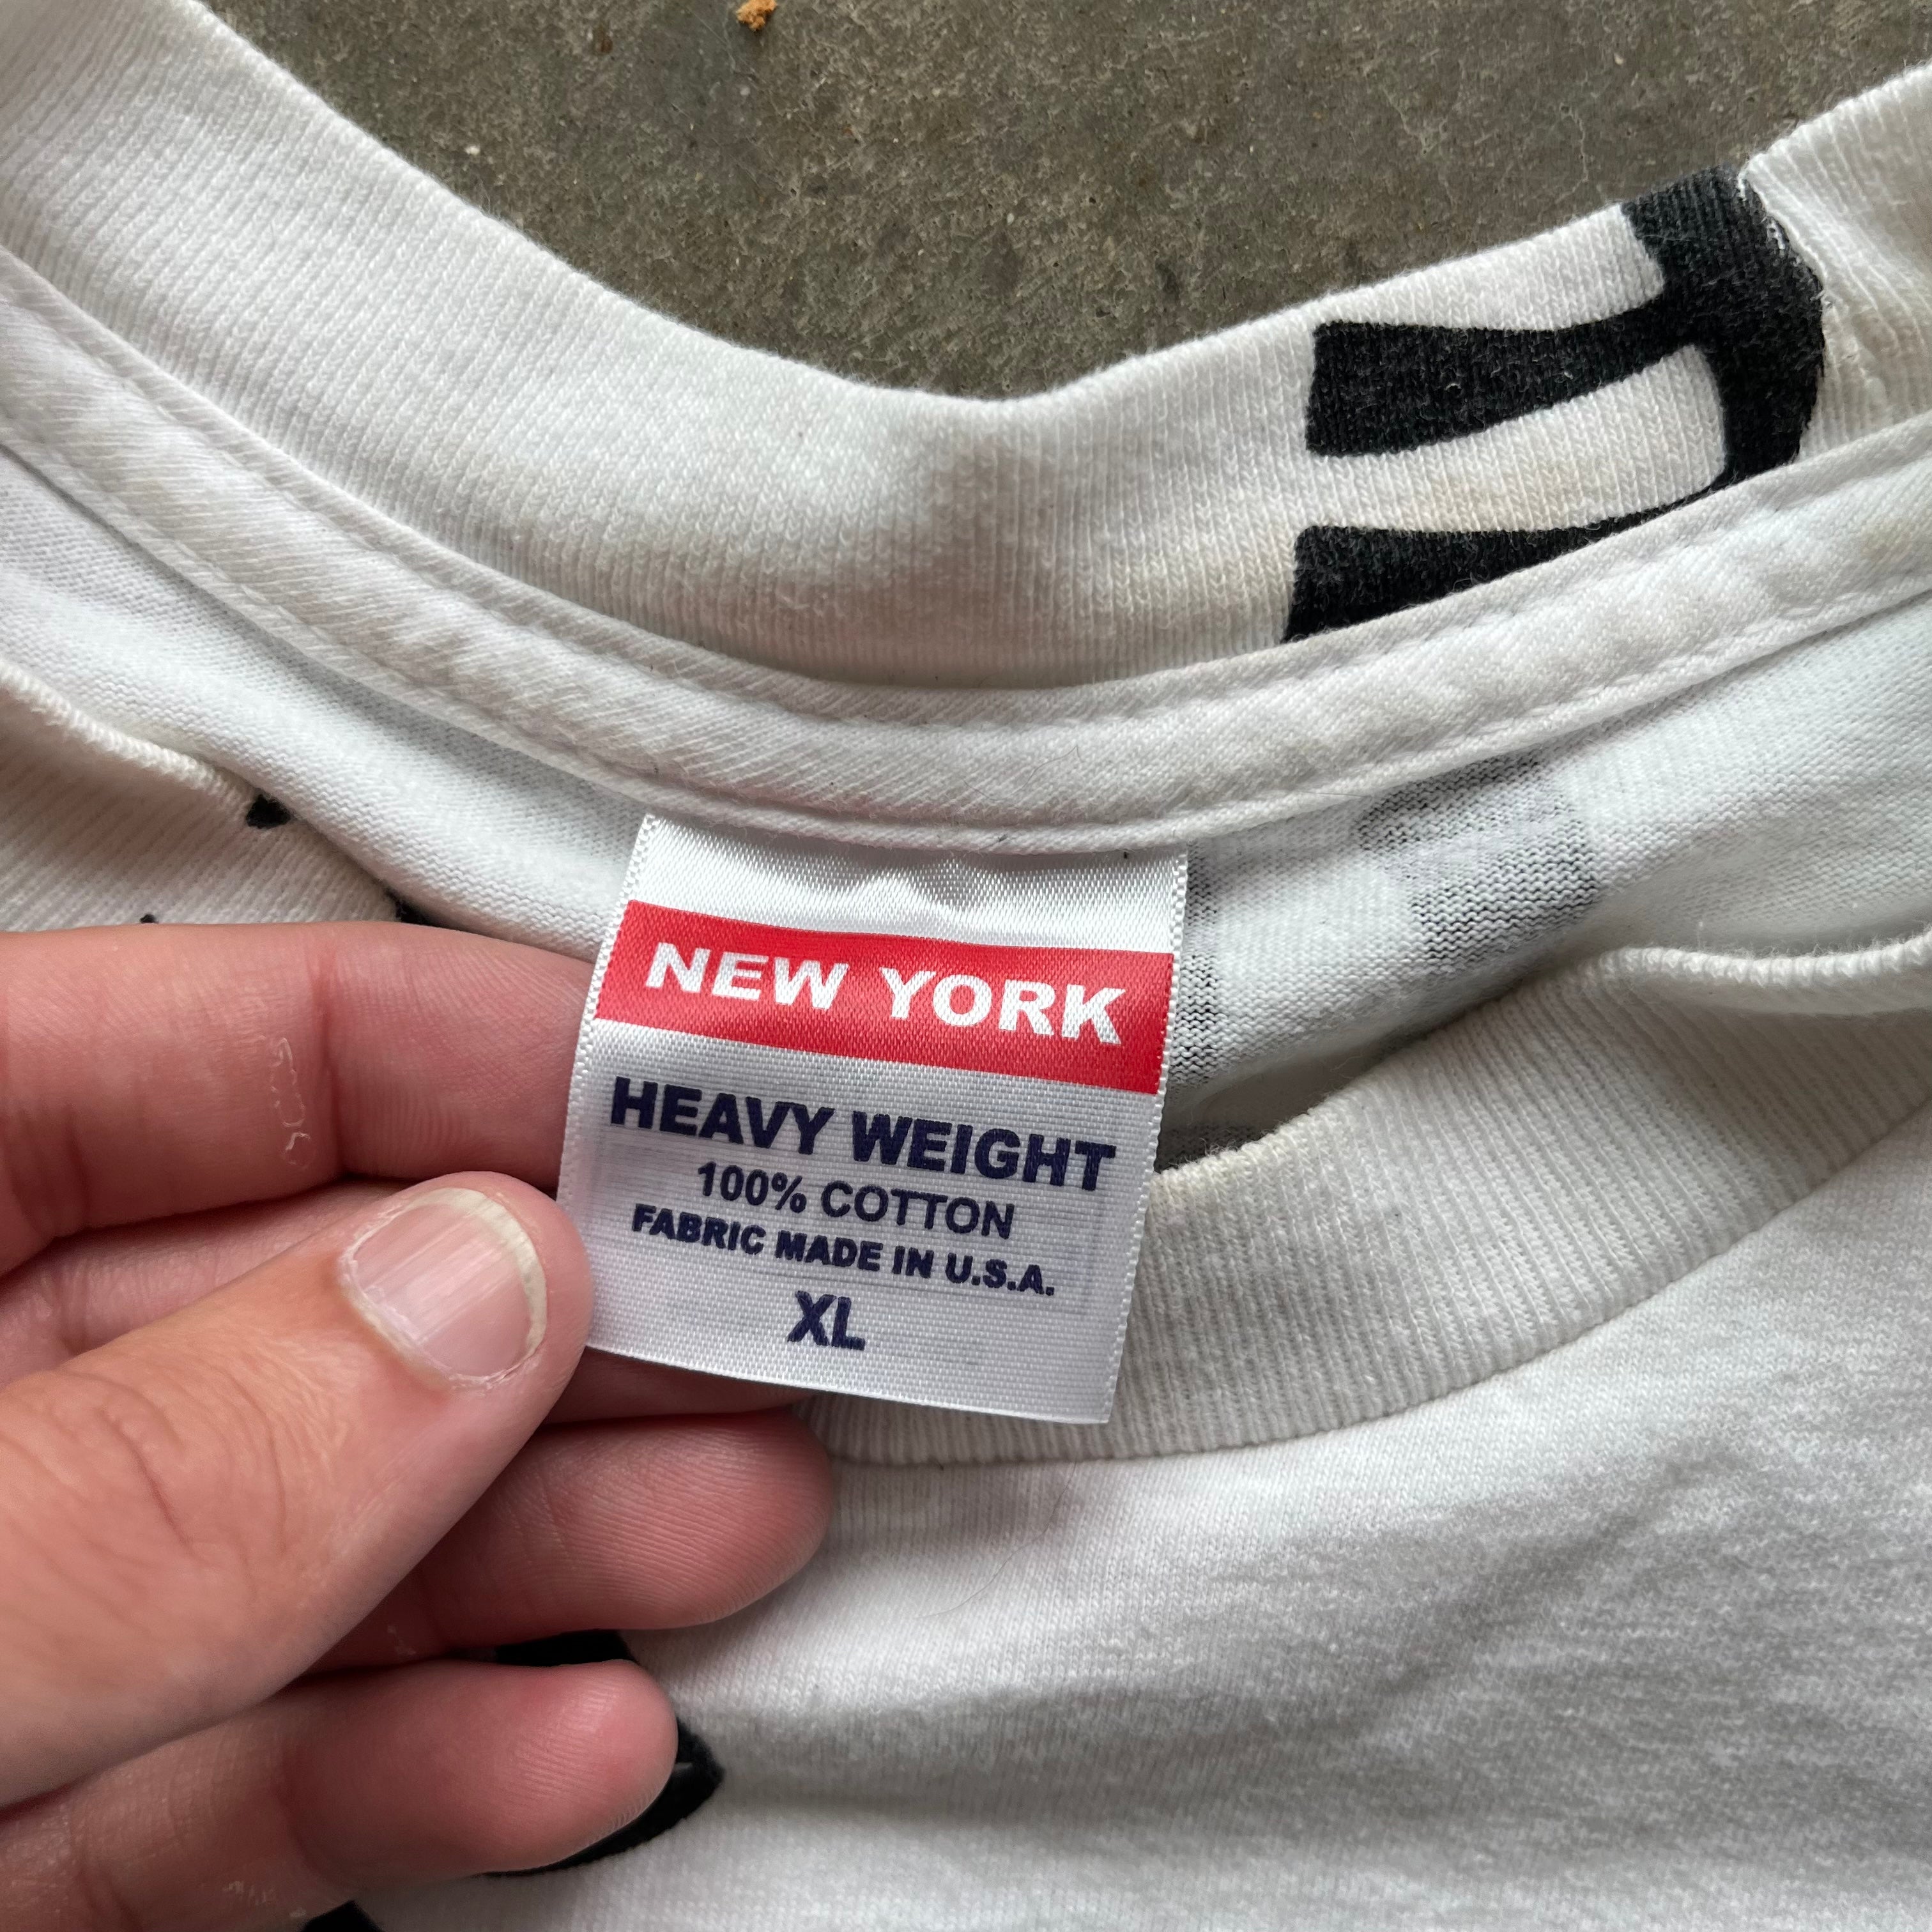 NEW YORK
HEAVY WEIGHT
100% COTTON
FABRIC MADE IN U.S.A.
XL